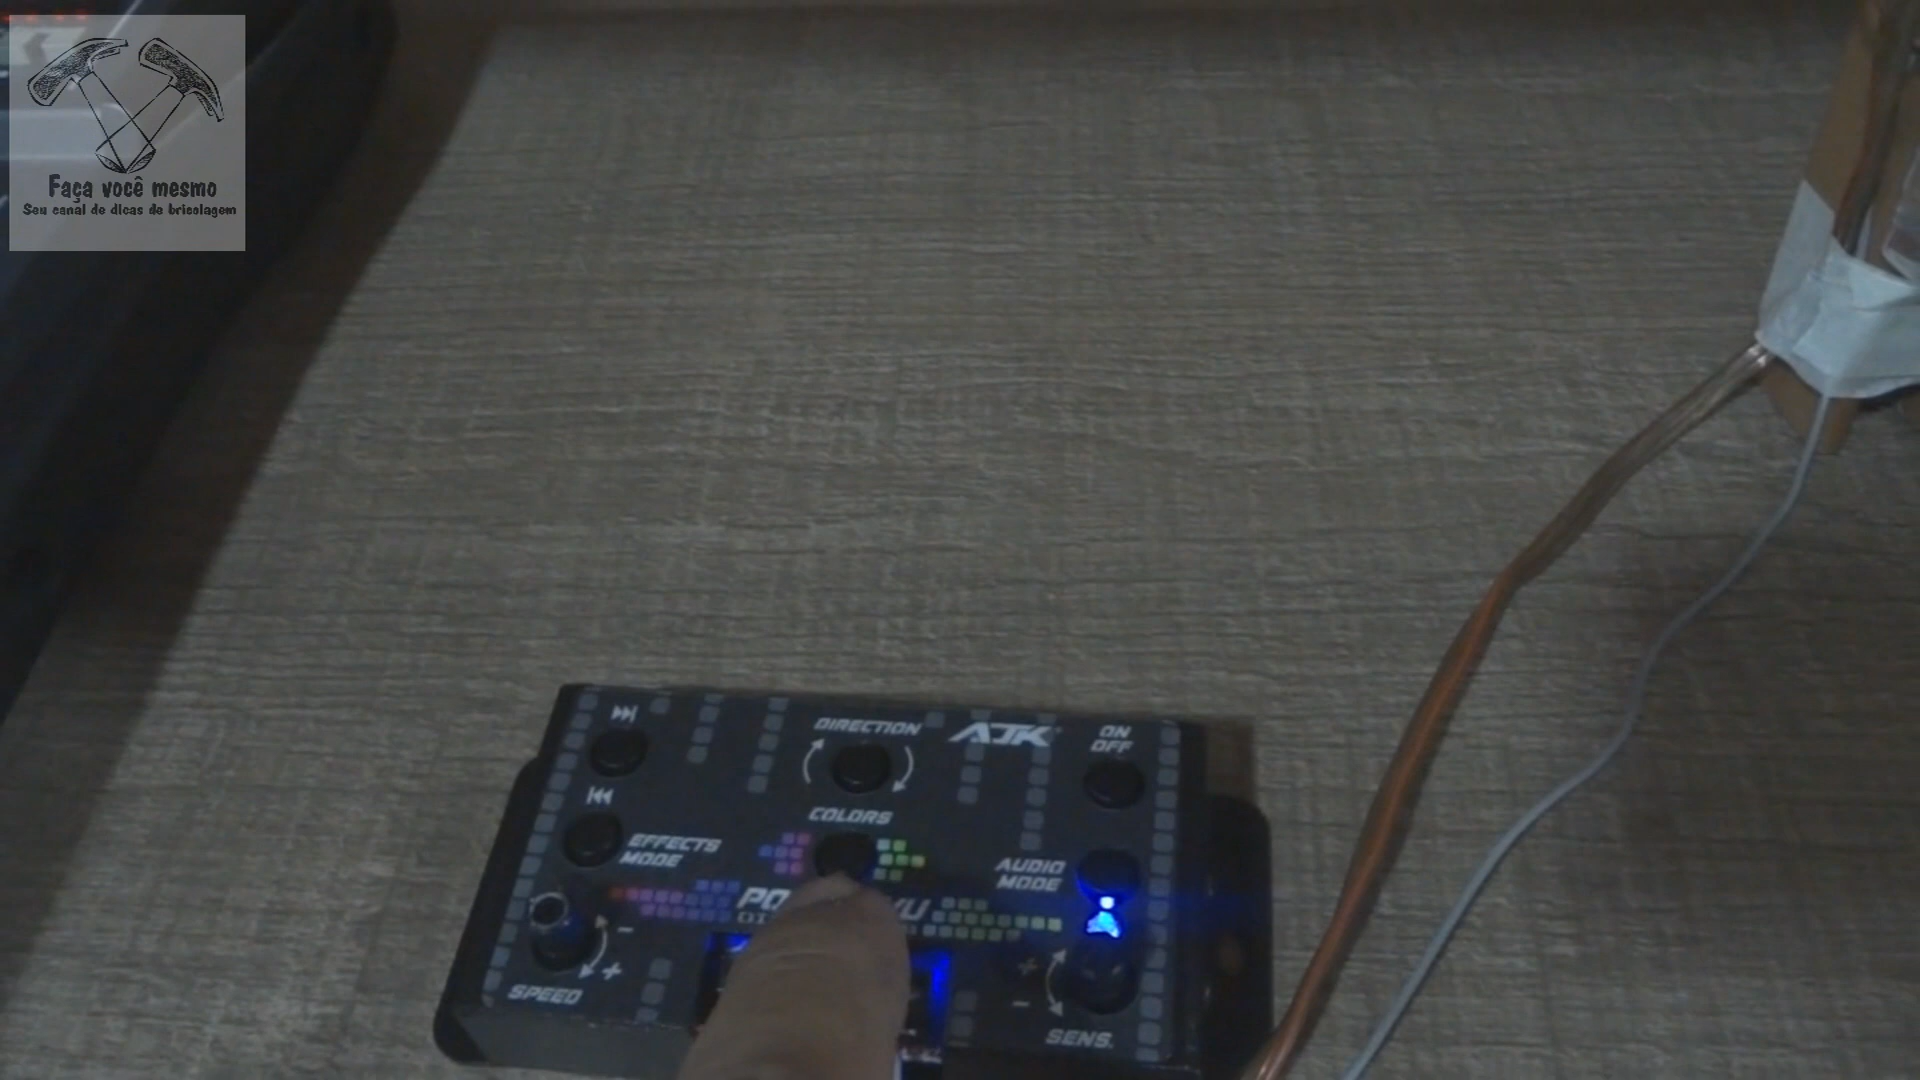 Faça você mesmo
Seu canal de dicas de bricolagem
DIRECTION
AJK
ON
OFF
COLORS
EFFECTS
MODE
AUDIO
MODE
SPEED
- +
+ -
SENS.